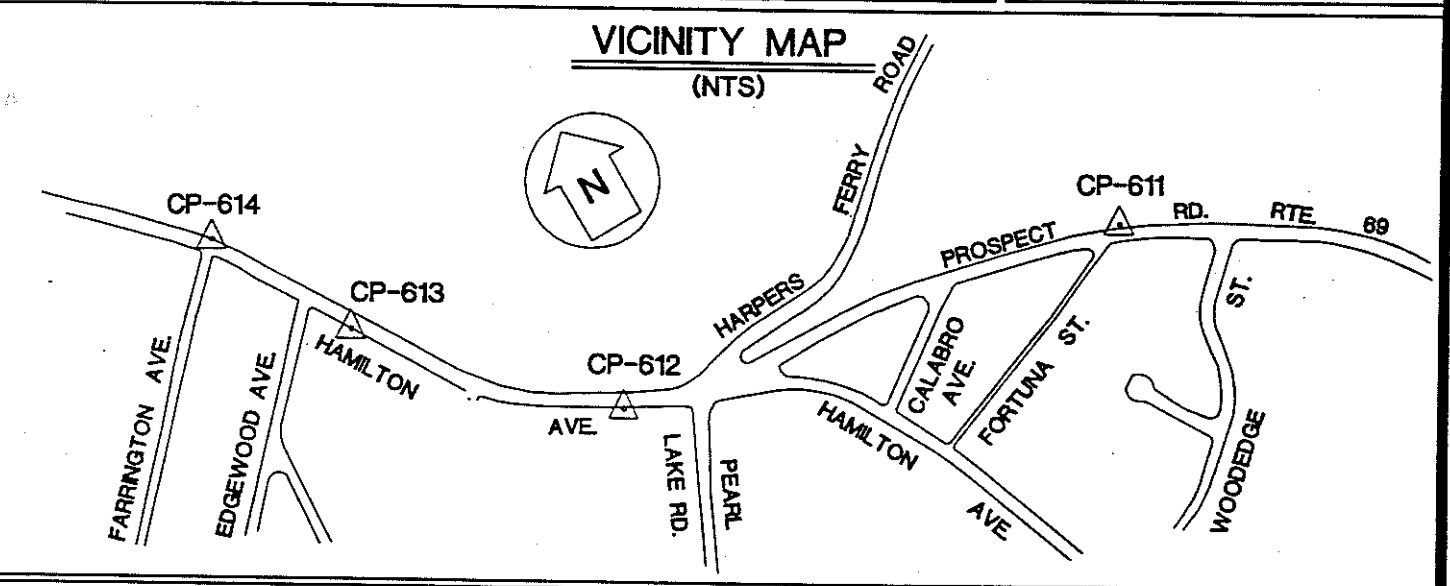 VICINITY MAP
(NTS)
N
HARPERS FERRY ROAD
CP-614
CP-613
CP-612
CP-611
PROSPECT RD. RTE 69
FARRINGTON AVE.
EDGEWOOD AVE.
HAMILTON AVE.
LAKE RD.
PEARL
HAMILTON AVE
CALABRO
AVE.
FORTUNA ST.
WOODEDGE ST.